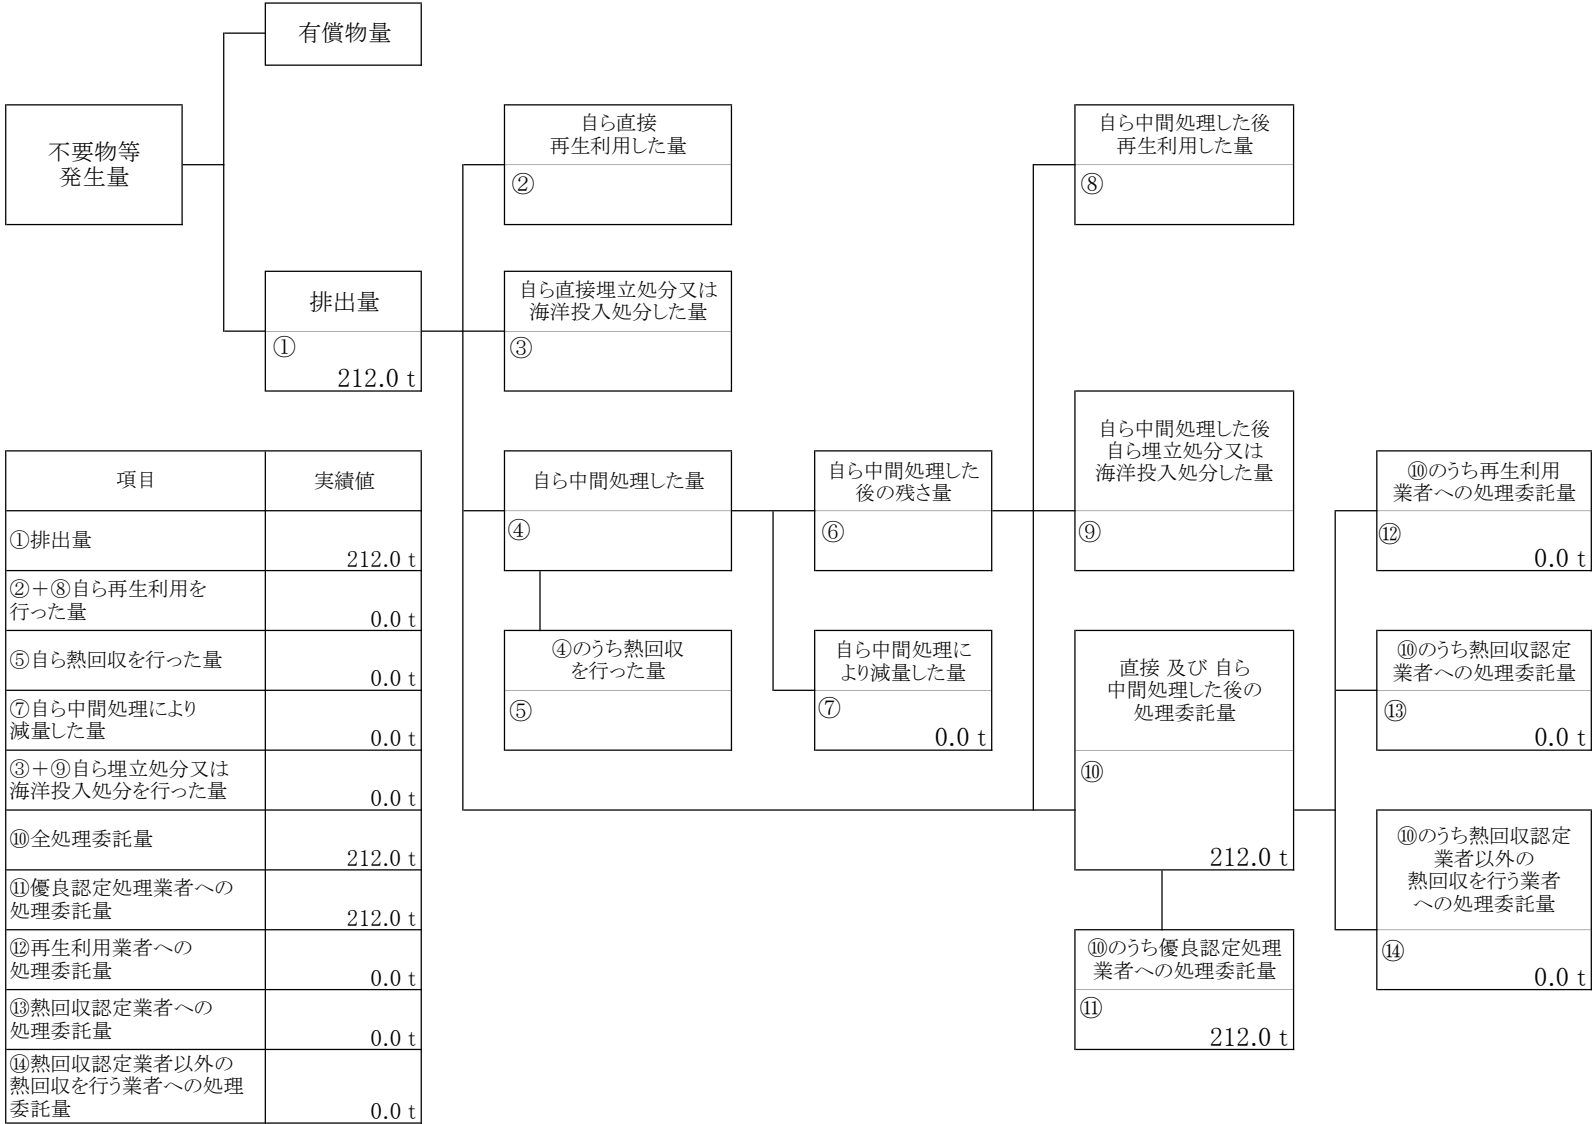 有償物量
不要物等
発生量
自ら直接
再生利用した量
②
自ら中間処理した後
再生利用した量
⑧
排出量
①
212.0 t
自ら直接埋立処分又は
海洋投入処分した量
③
自ら中間処理した後
自ら埋立処分又は
海洋投入処分した量
⑨
自ら中間処理した量
④
自ら中間処理した
後の残さ量
⑥
⑩のうち再生利用
業者への処理委託量
⑫
0.0 t
④のうち熱回収
を行った量
⑤
自ら中間処理に
より減量した量
⑦
0.0 t
直接 及び 自ら
中間処理した後の
処理委託量
⑩
212.0 t
⑩のうち熱回収認定
業者への処理委託量
⑬
0.0 t
⑩のうち熱回収認定
業者以外の
熱回収を行う業者
への処理委託量
⑭
0.0 t
⑩のうち優良認定処理
業者への処理委託量
⑪
212.0 t
項目
実績値
①排出量
212.0 t
②＋⑧自ら再生利用を
行った量
0.0 t
⑤自ら熱回収を行った量
0.0 t
⑦自ら中間処理により
減量した量
0.0 t
③＋⑨自ら埋立処分又は
海洋投入処分を行った量
0.0 t
⑩全処理委託量
212.0 t
⑪優良認定処理業者への
処理委託量
212.0 t
⑫再生利用業者への
処理委託量
0.0 t
⑬熱回収認定業者への
処理委託量
0.0 t
⑭熱回収認定業者以外の
熱回収を行う業者への処理
委託量
0.0 t